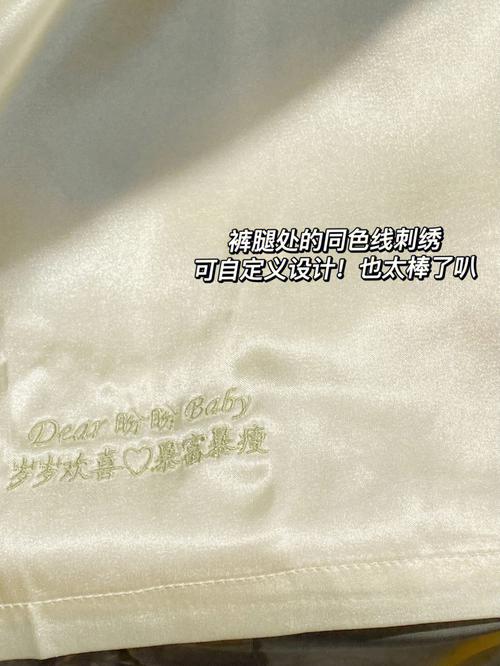 裤腿处的同色线刺绣
可自定义设计！也太棒了叭
Dear 盼盼 Baby
岁岁欢喜♡暴富暴瘦